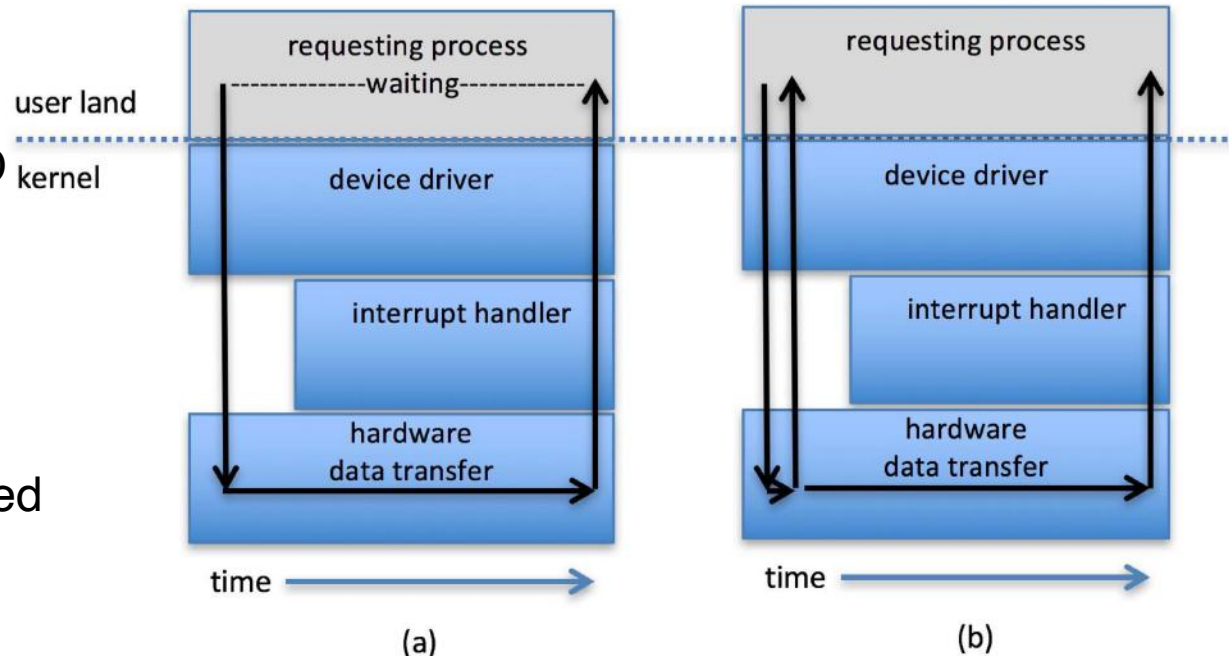 requesting process
waiting
user land
kernel
device driver
interrupt handler
hardware
data transfer
time
(a)
requesting process
device driver
interrupt handler
hardware
data transfer
time
(b)
ed